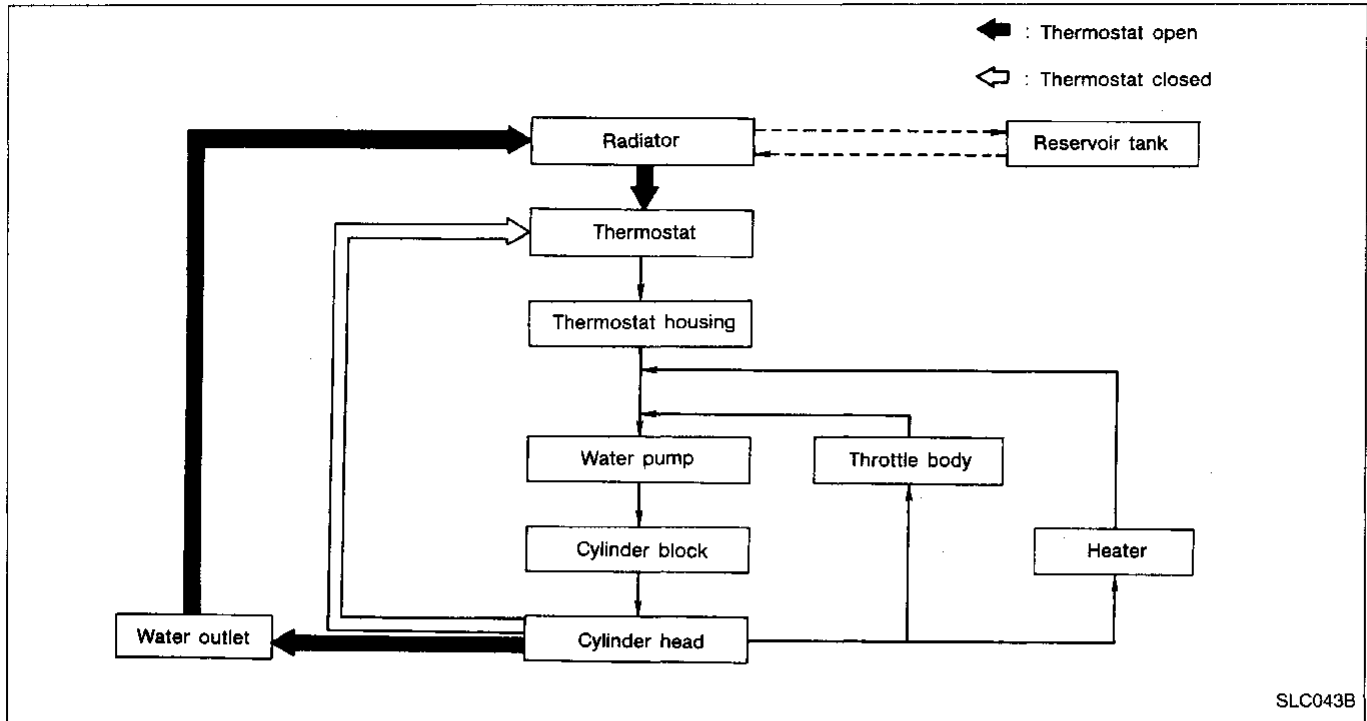 : Thermostat open
: Thermostat closed
Radiator
Reservoir tank
Thermostat
Thermostat housing
Water pump
Throttle body
Cylinder block
Heater
Water outlet
Cylinder head
SLC043B